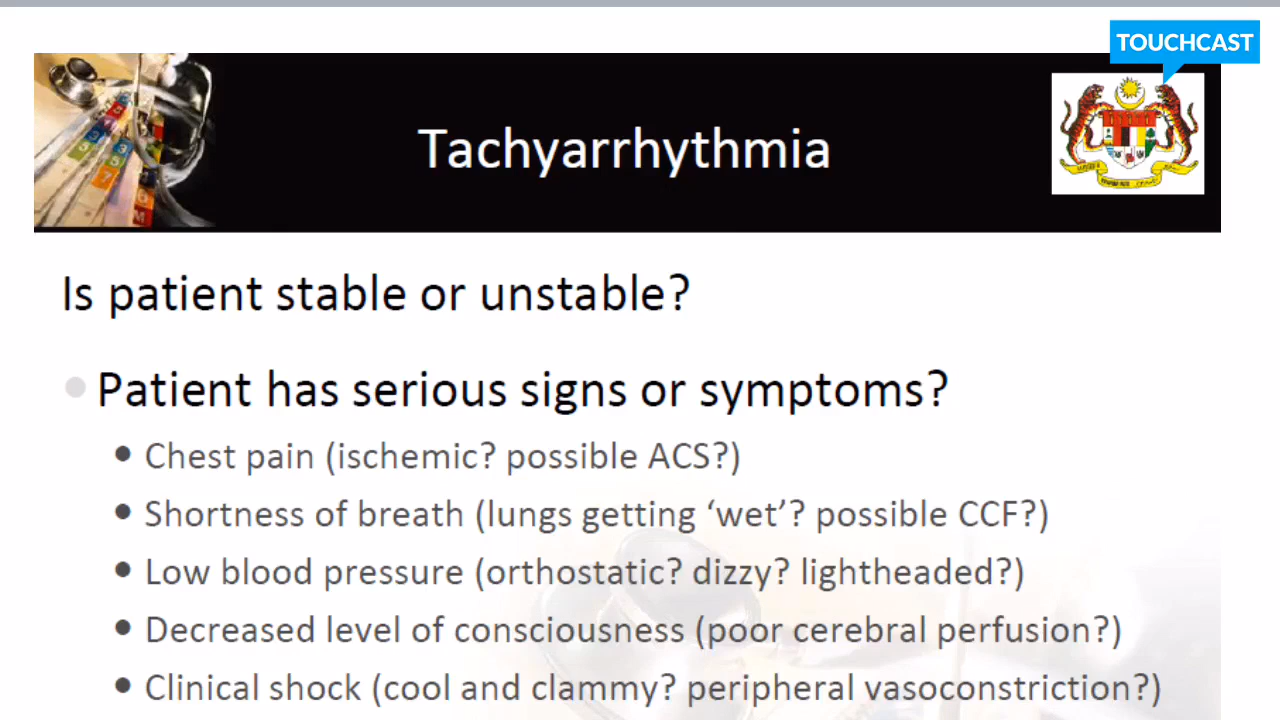 TOUCHCAST
Tachyarrhythmia
Is patient stable or unstable?
Patient has serious signs or symptoms?
• Chest pain (ischemic? possible ACS?)
• Shortness of breath (lungs getting ‘wet’? possible CCF?)
• Low blood pressure (orthostatic? dizzy? lightheaded?)
• Decreased level of consciousness (poor cerebral perfusion?)
• Clinical shock (cool and clammy? peripheral vasoconstriction?)